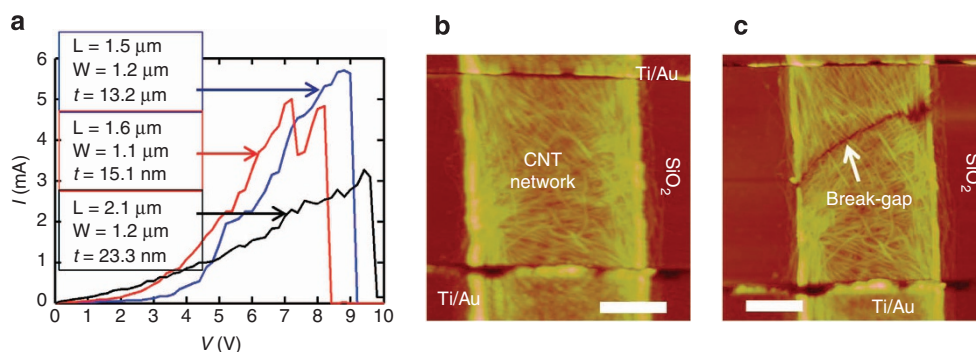 a
L = 1.5 µm
W = 1.2 µm
t = 13.2 µm
L = 1.6 µm
W = 1.1 µm
t = 15.1 nm
L = 2.1 µm
W = 1.2 µm
t = 23.3 nm
6
5
4
3
2
1
0
I (mA)
0 1 2 3 4 5 6 7 8 9 10
V (V)
b
Ti/Au
CNT
network
SiO₂
Ti/Au
c
Ti/Au
SiO₂
Break-gap
Ti/Au